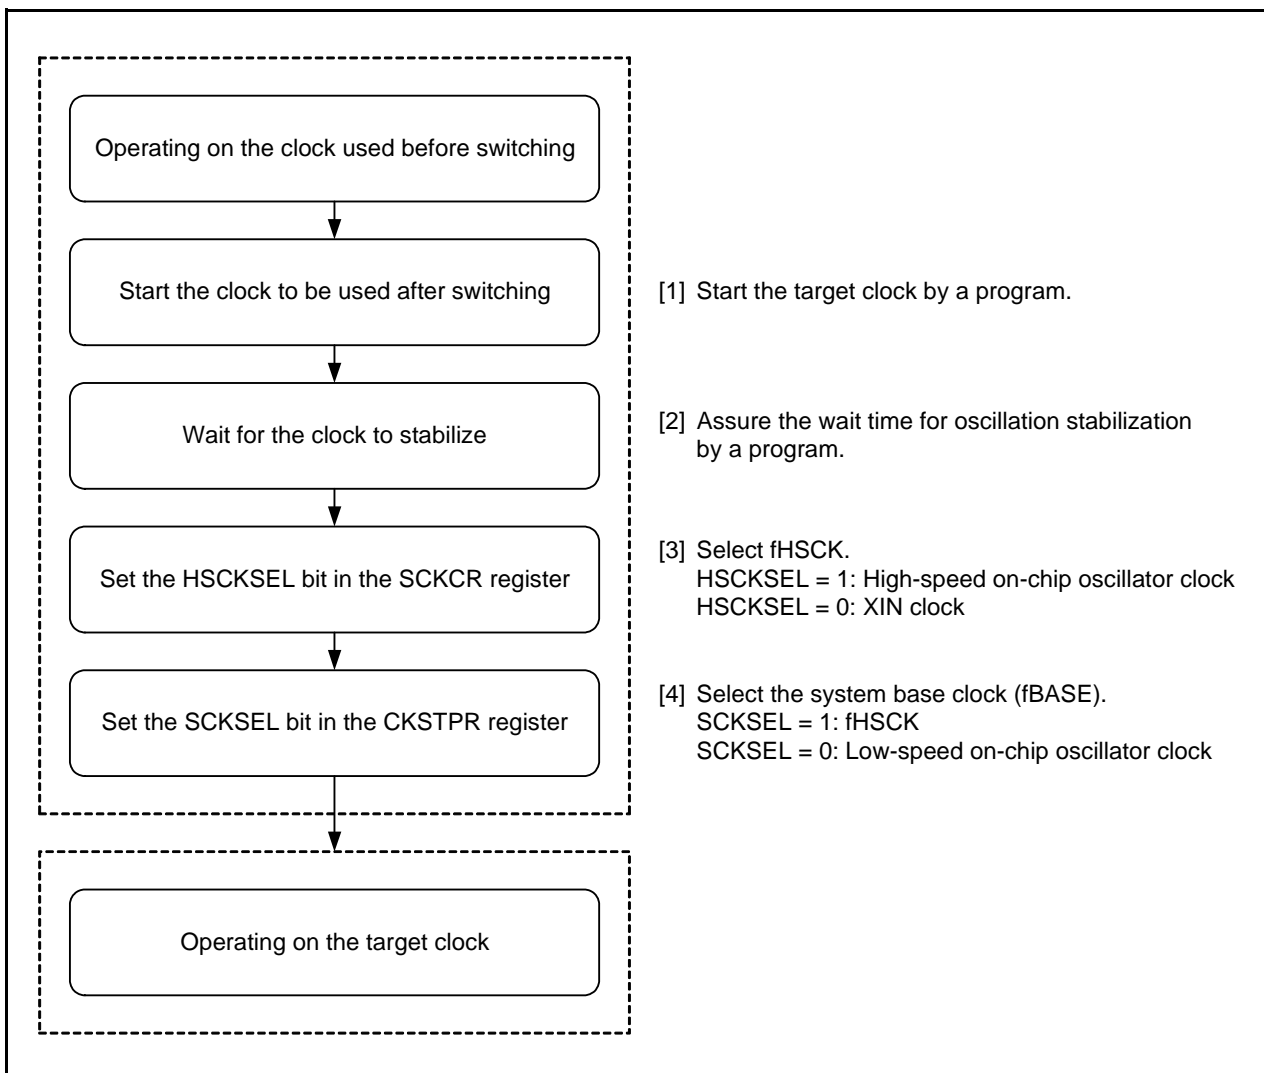 Operating on the clock used before switching
Start the clock to be used after switching
[1] Start the target clock by a program.
Wait for the clock to stabilize
[2] Assure the wait time for oscillation stabilization
by a program.
Set the HSCKSEL bit in the SCKCR register
[3] Select fHSCK.
HSCKSEL = 1: High-speed on-chip oscillator clock
HSCKSEL = 0: XIN clock
Set the SCKSEL bit in the CKSTPR register
[4] Select the system base clock (fBASE).
SCKSEL = 1: fHSCK
SCKSEL = 0: Low-speed on-chip oscillator clock
Operating on the target clock